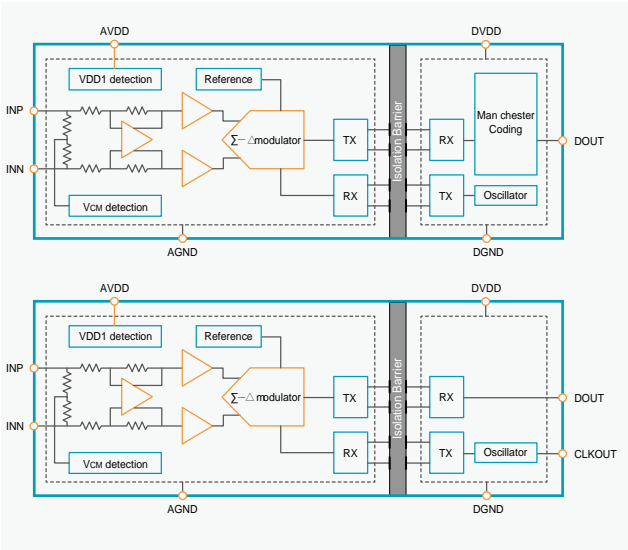 AVDD
DVDD
VDD1 detection
Reference
INP
Σ−△modulator
TX
Isolation Barrier
RX
Man chester
Coding
DOUT
INN
RX
TX
Oscillator
VCM detection
AGND
DGND
AVDD
DVDD
VDD1 detection
Reference
INP
Σ−△modulator
TX
Isolation Barrier
RX
DOUT
INN
RX
TX
Oscillator
CLKOUT
VCM detection
AGND
DGND